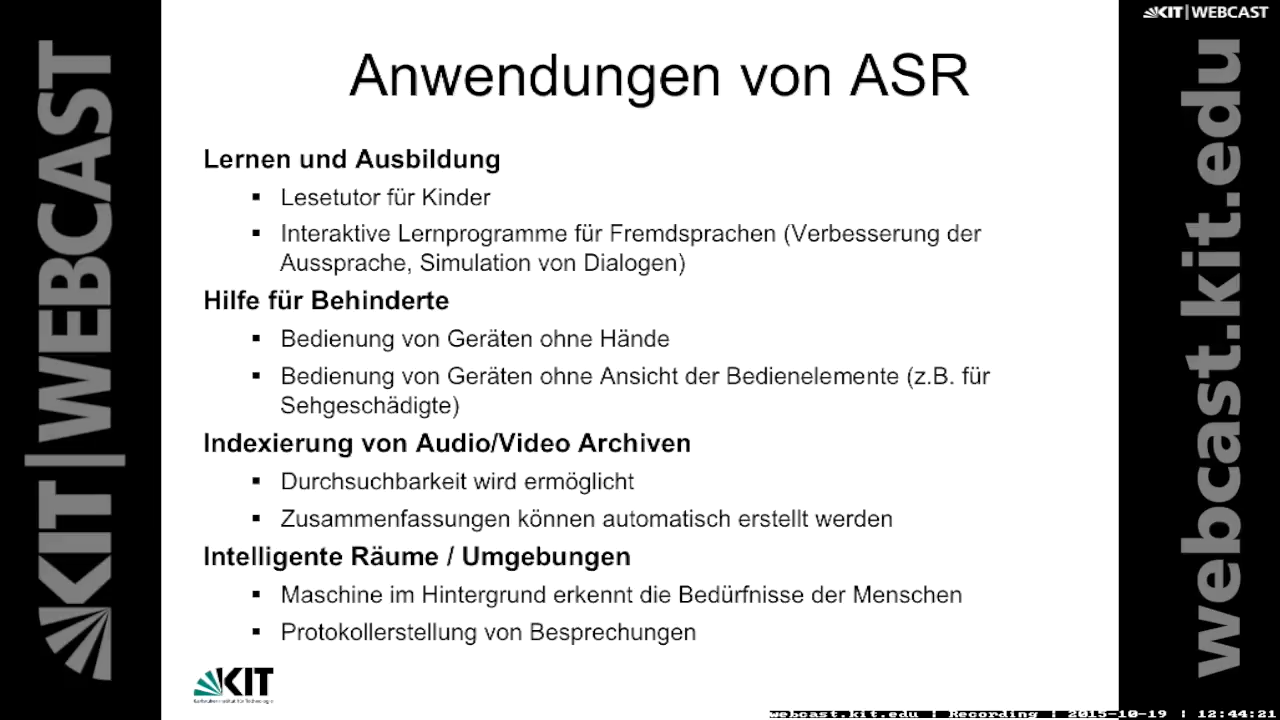 KIT | WEBCAST
KIT|WEBCAST
webcast.kit.edu
Anwendungen von ASR
Lernen und Ausbildung
▪ Lesetutor für Kinder
▪ Interaktive Lernprogramme für Fremdsprachen (Verbesserung der
Aussprache, Simulation von Dialogen)
Hilfe für Behinderte
▪ Bedienung von Geräten ohne Hände
▪ Bedienung von Geräten ohne Ansicht der Bedienelemente (z.B. für
Sehgeschädigte)
Indexierung von Audio/Video Archiven
▪ Durchsuchbarkeit wird ermöglicht
▪ Zusammenfassungen können automatisch erstellt werden
Intelligente Räume / Umgebungen
▪ Maschine im Hintergrund erkennt die Bedürfnisse der Menschen
▪ Protokollerstellung von Besprechungen
KIT
Karlsruher Institut für Technologie
webcast.kit.edu | Recording | 2015-10-19 | 12:44:21